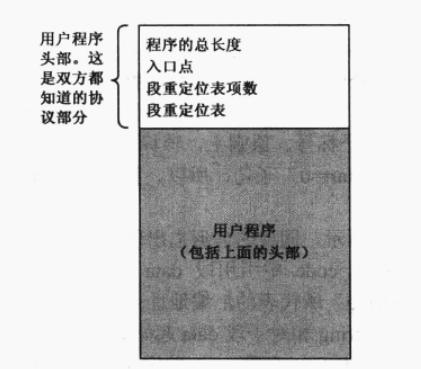 用户程序
头部。这
是双方都
知道的协
议部分
程序的总长度
入口点
段重定位表项数
段重定位表
用户程序
（包括上面的头部）